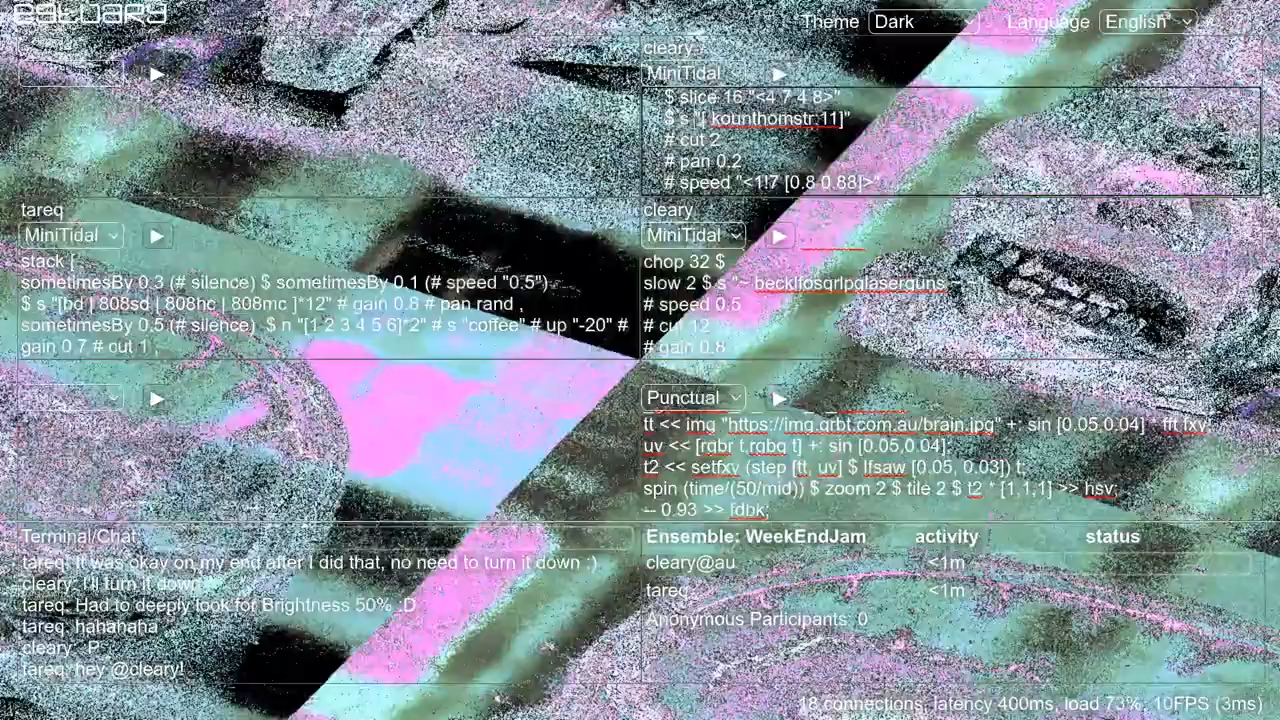 estuary
Theme Dark Language English
cleary
MiniTidal
$ slice 16 "<4 7 4 8>"
$ s "[ kounthomstr:11]"
# cut 2
# pan 0.2
# speed "<1!7 [0.8 0.88]>"
tareq
MiniTidal
stack [
sometimesBy 0.3 (# silence) $ sometimesBy 0.1 (# speed "0.5")
$ s "[bd | 808sd | 808hc | 808mc ]*12" # gain 0.8 # pan rand ,
sometimesBy 0.5 (# silence) $ n "[1 2 3 4 5 6]*2" # s "coffee" # up "-20" #
gain 0.7 # cut 1 ,
cleary
MiniTidal
chop 32 $
slow 2 $ s "~
# speed 0.5
# cut 12
# gain 0.8
Punctual
tt << img "https://img.qrbt.com.au/brain.jpg" +: sin [0.05,0.04] * fft fxy;
uv << [rgbr t,rgbg t] +: sin [0.05,0.04];
t2 << setfxy (step [tt, uv] $ lfsaw [0.05, 0.03]) t;
spin (time/(50/mid)) $ zoom 2 $ tile 2 $ t2 * [1,1,1] >> hsv;
-- 0.93 >> fdbk;
Terminal/Chat
tareq: It was okay on my end after I did that, no need to turn it down :)
cleary: I'll turn it down
tareq: Had to deeply look for Brightness 50% :D
tareq: hahahaha
cleary: :P
tareq: hey @cleary!
Ensemble: WeekEndJam activity status
cleary@au <1m
tareq <1m
Anonymous Participants: 0
18 connections, latency 400ms, load 73%, 10FPS (3ms)